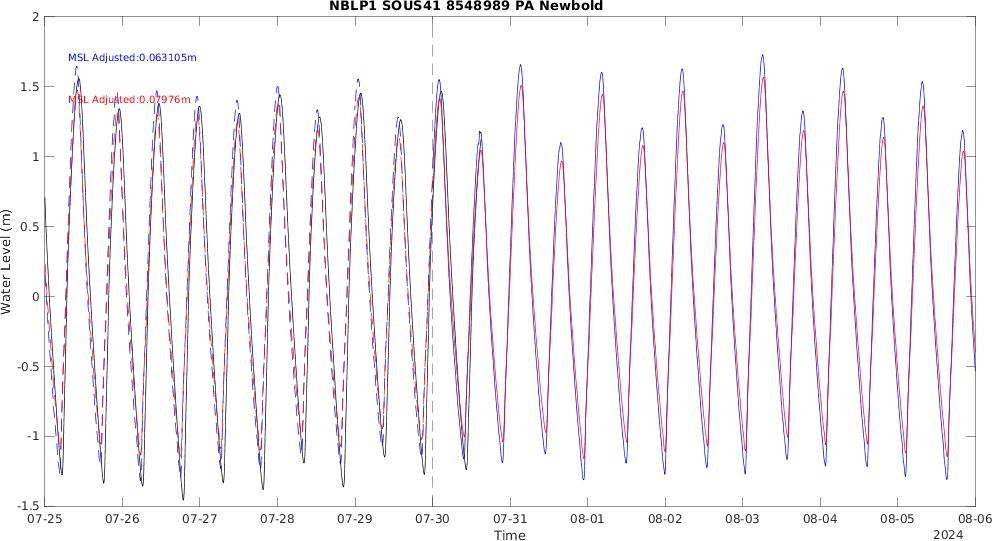 NBLP1 SOUS41 8548989 PA Newbold
2
MSL Adjusted:0.063105m
1.5
MSL Adjusted:0.07976m
1
0.5
Water Level (m)
0
-0.5
-1
-1.5
07-25 07-26 07-27 07-28 07-29 07-30 07-31 08-01 08-02 08-03 08-04 08-05 08-06
Time
2024